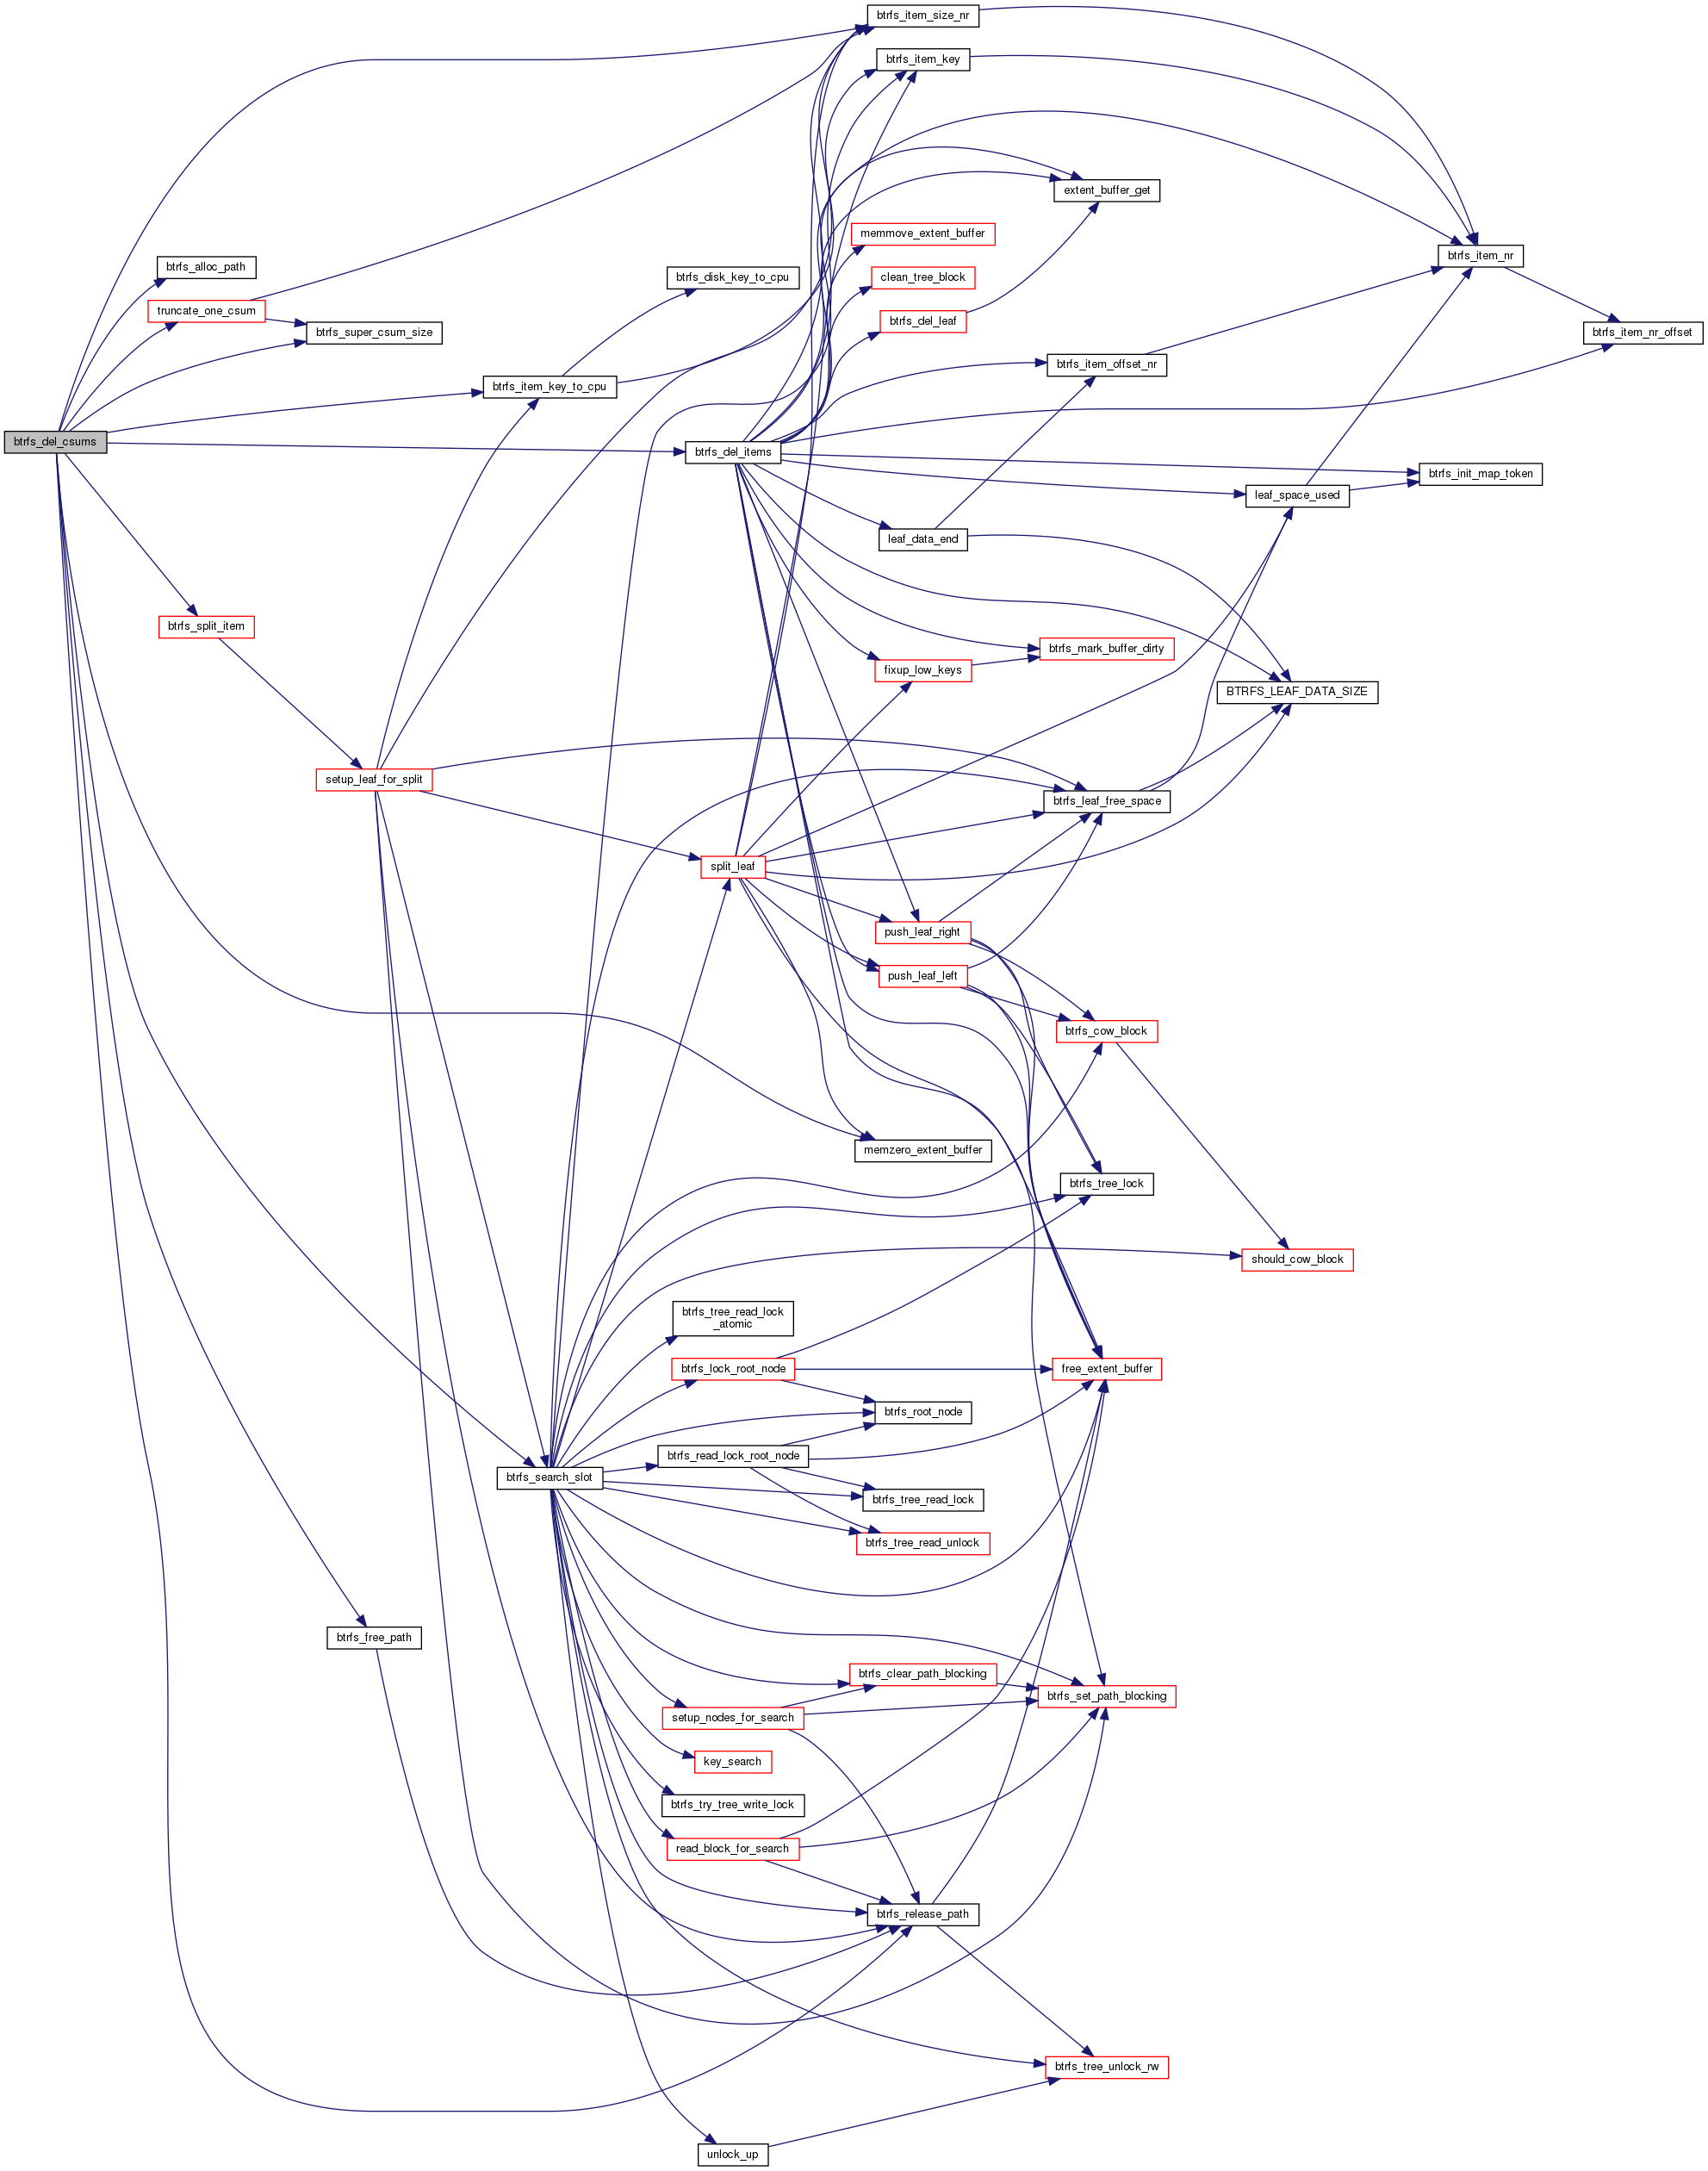 btrfs_item_size_nr
btrfs_item_key
extent_buffer_get
memmove_extent_buffer
btrfs_item_nr
btrfs_alloc_path
btrfs_disk_key_to_cpu
clean_tree_block
truncate_one_csum
btrfs_del_leaf
btrfs_super_csum_size
btrfs_item_nr_offset
btrfs_item_offset_nr
btrfs_item_key_to_cpu
btrfs_del_csums
btrfs_del_items
btrfs_init_map_token
leaf_space_used
leaf_data_end
btrfs_split_item
btrfs_mark_buffer_dirty
fixup_low_keys
BTRFS_LEAF_DATA_SIZE
setup_leaf_for_split
btrfs_leaf_free_space
split_leaf
push_leaf_right
push_leaf_left
btrfs_cow_block
memzero_extent_buffer
btrfs_tree_lock
should_cow_block
btrfs_tree_read_lock
_atomic
btrfs_lock_root_node
free_extent_buffer
btrfs_root_node
btrfs_read_lock_root_node
btrfs_search_slot
btrfs_tree_read_lock
btrfs_tree_read_unlock
btrfs_free_path
btrfs_clear_path_blocking
btrfs_set_path_blocking
setup_nodes_for_search
key_search
btrfs_try_tree_write_lock
read_block_for_search
btrfs_release_path
btrfs_tree_unlock_rw
unlock_up